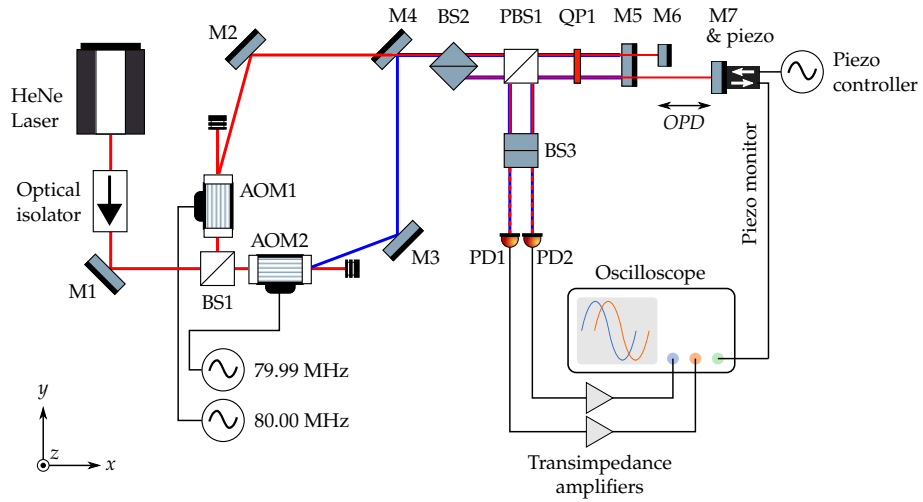 M4
BS2
PBS1
QP1
M5
M6
M7
& piezo
M2
HeNe
Laser
Piezo
controller
OPD
BS3
Optical
isolator
AOM1
Piezo monitor
AOM2
M3
PD1
PD2
M1
BS1
Oscilloscope
79.99 MHz
80.00 MHz
y
z
x
Transimpedance
amplifiers